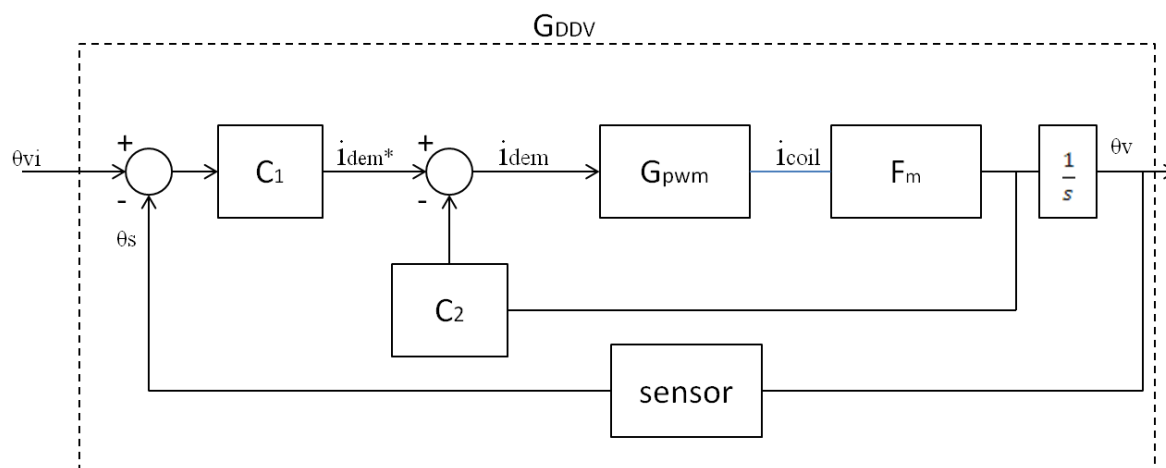 GDDV
+ + 
θvi C1 idem* idem Gpwm icoil Fm 1/s θv
- -
θs
C2
sensor